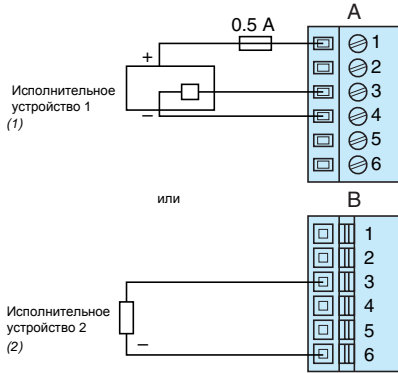 A
0.5 A
1
+
2
Исполнительное
устройство 1
(1)
3
–
4
5
6
или
B
1
2
3
Исполнительное
устройство 2
(2)
4
5
–
6